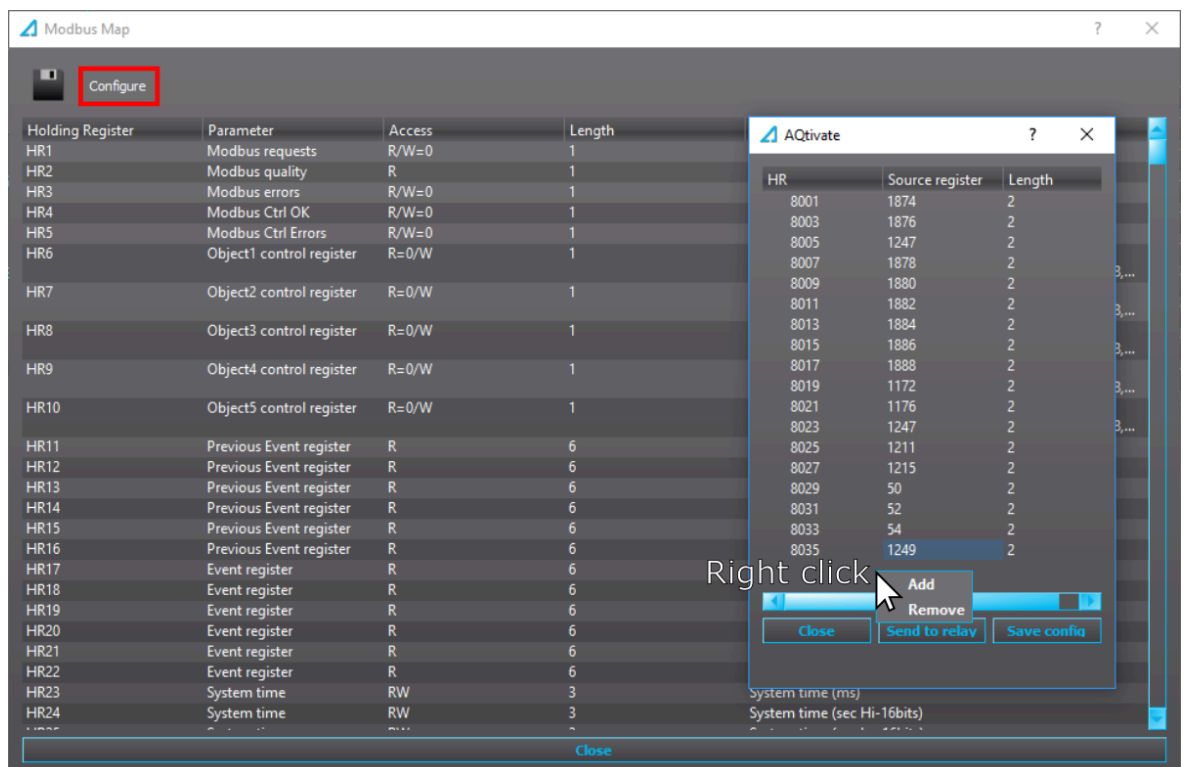 Modbus Map
?
Configure
Holding Register Parameter Access Length
HR1 Modbus requests R/W=0 1
HR2 Modbus quality R 1
HR3 Modbus errors R/W=0 1
HR4 Modbus Ctrl OK R/W=0 1
HR5 Modbus Ctrl Errors R/W=0 1
HR6 Object1 control register R=0/W 1
HR7 Object2 control register R=0/W 1
HR8 Object3 control register R=0/W 1
HR9 Object4 control register R=0/W 1
HR10 Object5 control register R=0/W 1
HR11 Previous Event register R 6
HR12 Previous Event register R 6
HR13 Previous Event register R 6
HR14 Previous Event register R 6
HR15 Previous Event register R 6
HR16 Previous Event register R 6
HR17 Event register R 6
HR18 Event register R 6
HR19 Event register R 6
HR20 Event register R 6
HR21 Event register R 6
HR22 Event register R 6
HR23 System time RW 3 System time (ms)
HR24 System time RW 3 System time (sec Hi-16bits)
Close
AQtivate ?
HR Source register Length
8001 1874 2
8003 1876 2
8005 1247 2
8007 1878 2
8009 1880 2
8011 1882 2
8013 1884 2
8015 1886 2
8017 1888 2
8019 1172 2
8021 1176 2
8023 1247 2
8025 1211 2
8027 1215 2
8029 50 2
8031 52 2
8033 54 2
8035 1249 2
Right click
Add
Remove
Close Send to relay Save config